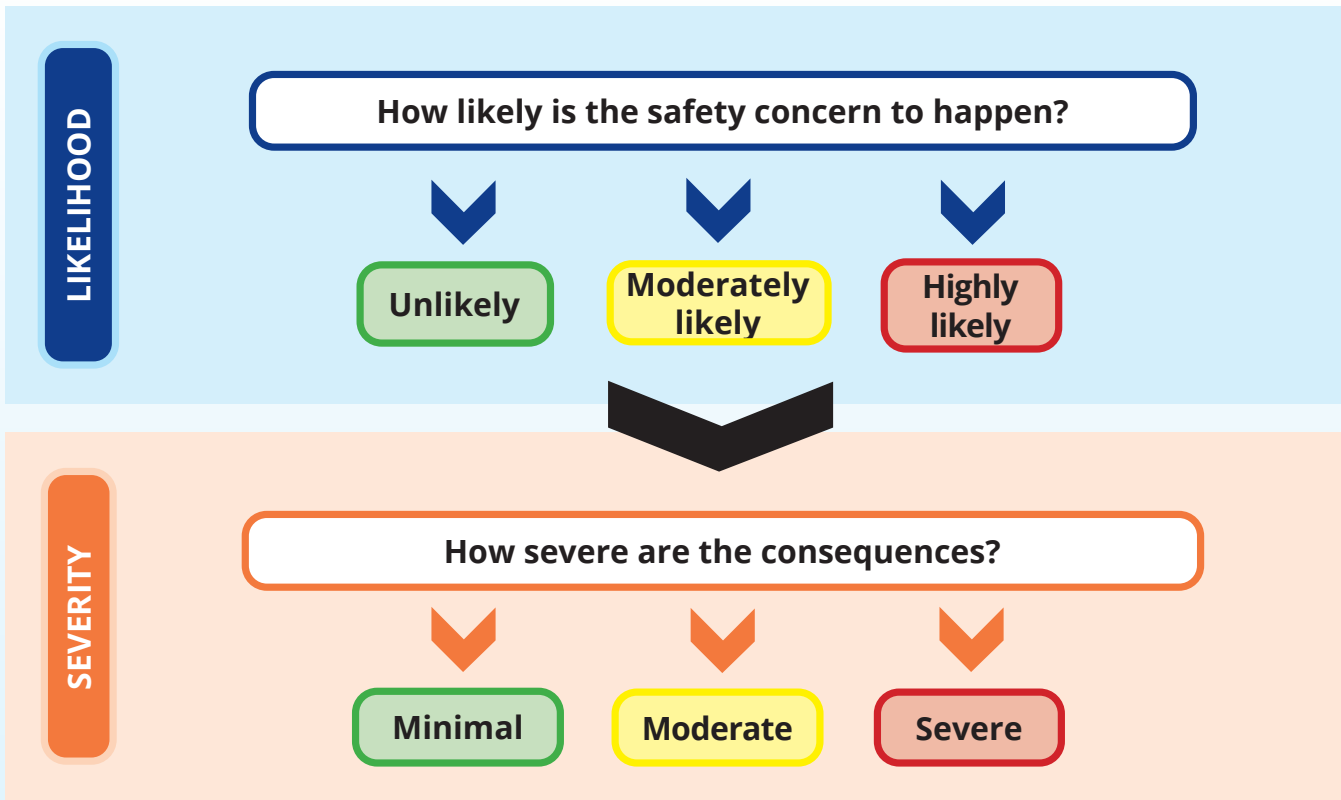 LIKELIHOOD
How likely is the safety concern to happen?
Unlikely
Moderately
likely
Highly
likely
SEVERITY
How severe are the consequences?
Minimal
Moderate
Severe